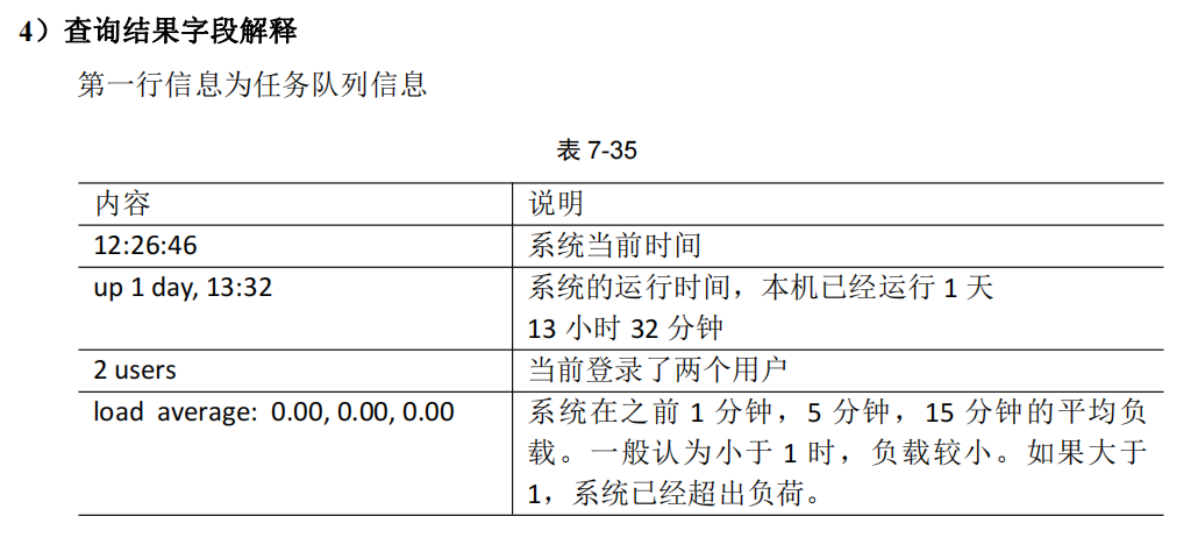 4）查询结果字段解释
第一行信息为任务队列信息
表 7-35
内容 说明
12:26:46 系统当前时间
up 1 day, 13:32 系统的运行时间，本机已经运行 1 天
13 小时 32 分钟
2 users 当前登录了两个用户
load average: 0.00, 0.00, 0.00 系统在之前 1 分钟，5 分钟，15 分钟的平均负
载。一般认为小于 1 时，负载较小。如果大于
1，系统已经超出负荷。